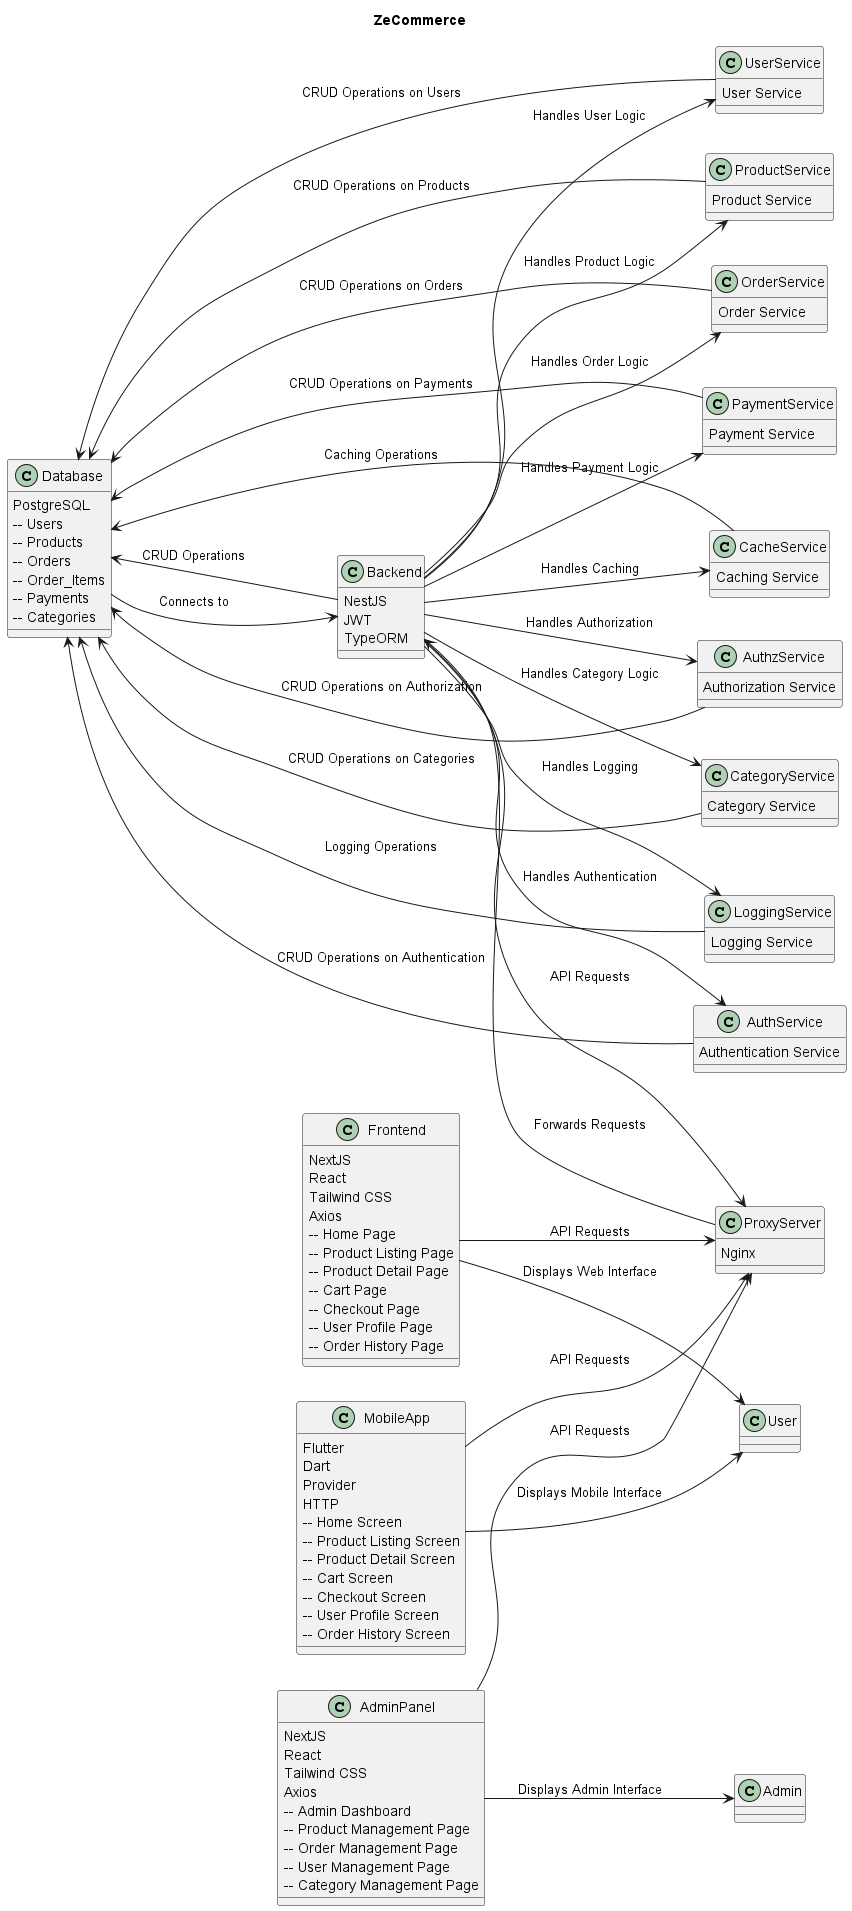 ZeCommerce
C UserService
User Service
CRUD Operations on Users
Handles User Logic
C ProductService
Product Service
CRUD Operations on Products
Handles Product Logic
C OrderService
Order Service
CRUD Operations on Orders
Handles Order Logic
CRUD Operations on Payments
C PaymentService
Payment Service
Caching Operations
Handles Payment Logic
C Database
PostgreSQL
-- Users
-- Products
-- Orders
-- Order_Items
-- Payments
-- Categories
CRUD Operations
Connects to
C Backend
NestJS
JWT
TypeORM
C CacheService
Caching Service
Handles Caching
Handles Authorization
C AuthzService
Authorization Service
Handles Category Logic
CRUD Operations on Authorization
CRUD Operations on Categories
Handles Logging
C CategoryService
Category Service
Logging Operations
Handles Authentication
C LoggingService
Logging Service
CRUD Operations on Authentication
API Requests
C AuthService
Authentication Service
Forwards Requests
C Frontend
NextJS
React
Tailwind CSS
Axios
-- Home Page
-- Product Listing Page
-- Product Detail Page
-- Cart Page
-- Checkout Page
-- User Profile Page
-- Order History Page
API Requests
Displays Web Interface
C ProxyServer
Nginx
API Requests
API Requests
C User
C MobileApp
Flutter
Dart
Provider
HTTP
-- Home Screen
-- Product Listing Screen
-- Product Detail Screen
-- Cart Screen
-- Checkout Screen
-- User Profile Screen
-- Order History Screen
Displays Mobile Interface
C AdminPanel
NextJS
React
Tailwind CSS
Axios
-- Admin Dashboard
-- Product Management Page
-- Order Management Page
-- User Management Page
-- Category Management Page
Displays Admin Interface
C Admin